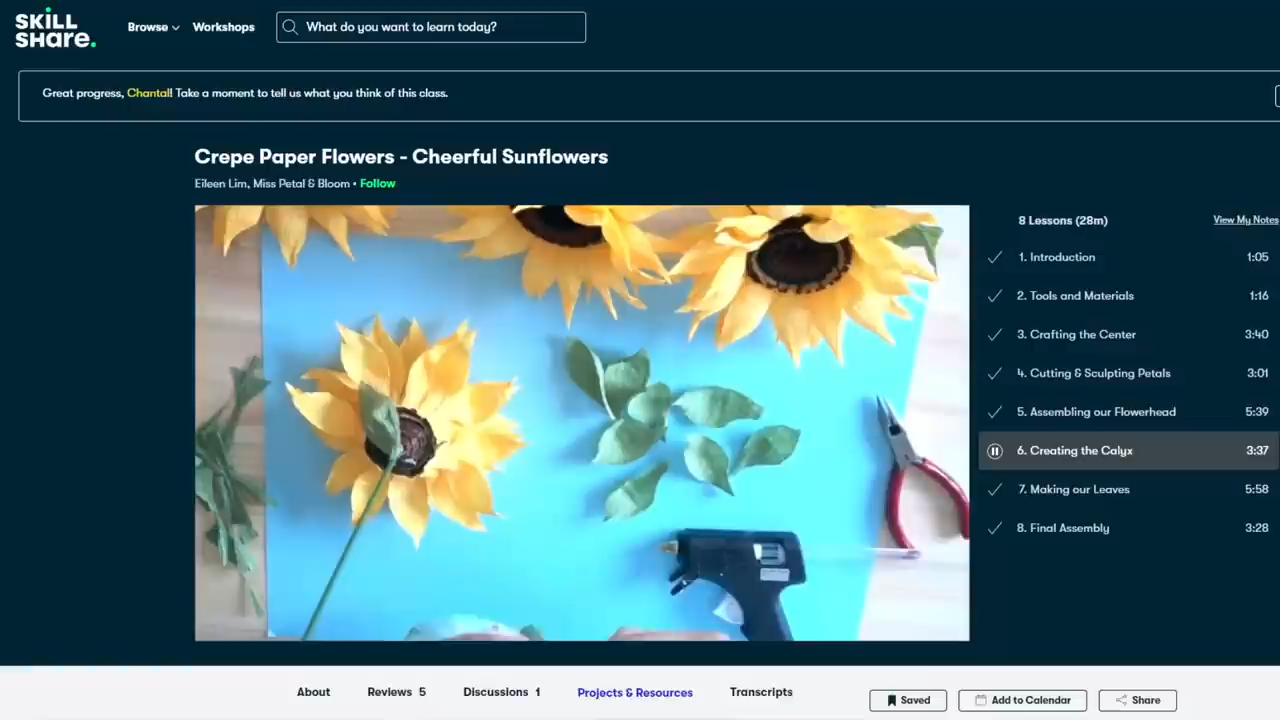 SKILL
SHARE.
Browse
Workshops
What do you want to learn today?
Great progress, Chantal! Take a moment to tell us what you think of this class.
Crepe Paper Flowers - Cheerful Sunflowers
Eileen Lim, Miss Petal & Bloom • Follow
8 Lessons (28m)
View My Notes
1. Introduction 1:05
2. Tools and Materials 1:16
3. Crafting the Center 3:40
4. Cutting & Sculpting Petals 3:01
5. Assembling our Flowerhead 5:39
6. Creating the Calyx 3:37
7. Making our Leaves 5:58
8. Final Assembly 3:28
About
Reviews 5
Discussions 1
Projects & Resources
Transcripts
Saved
Add to Calendar
Share